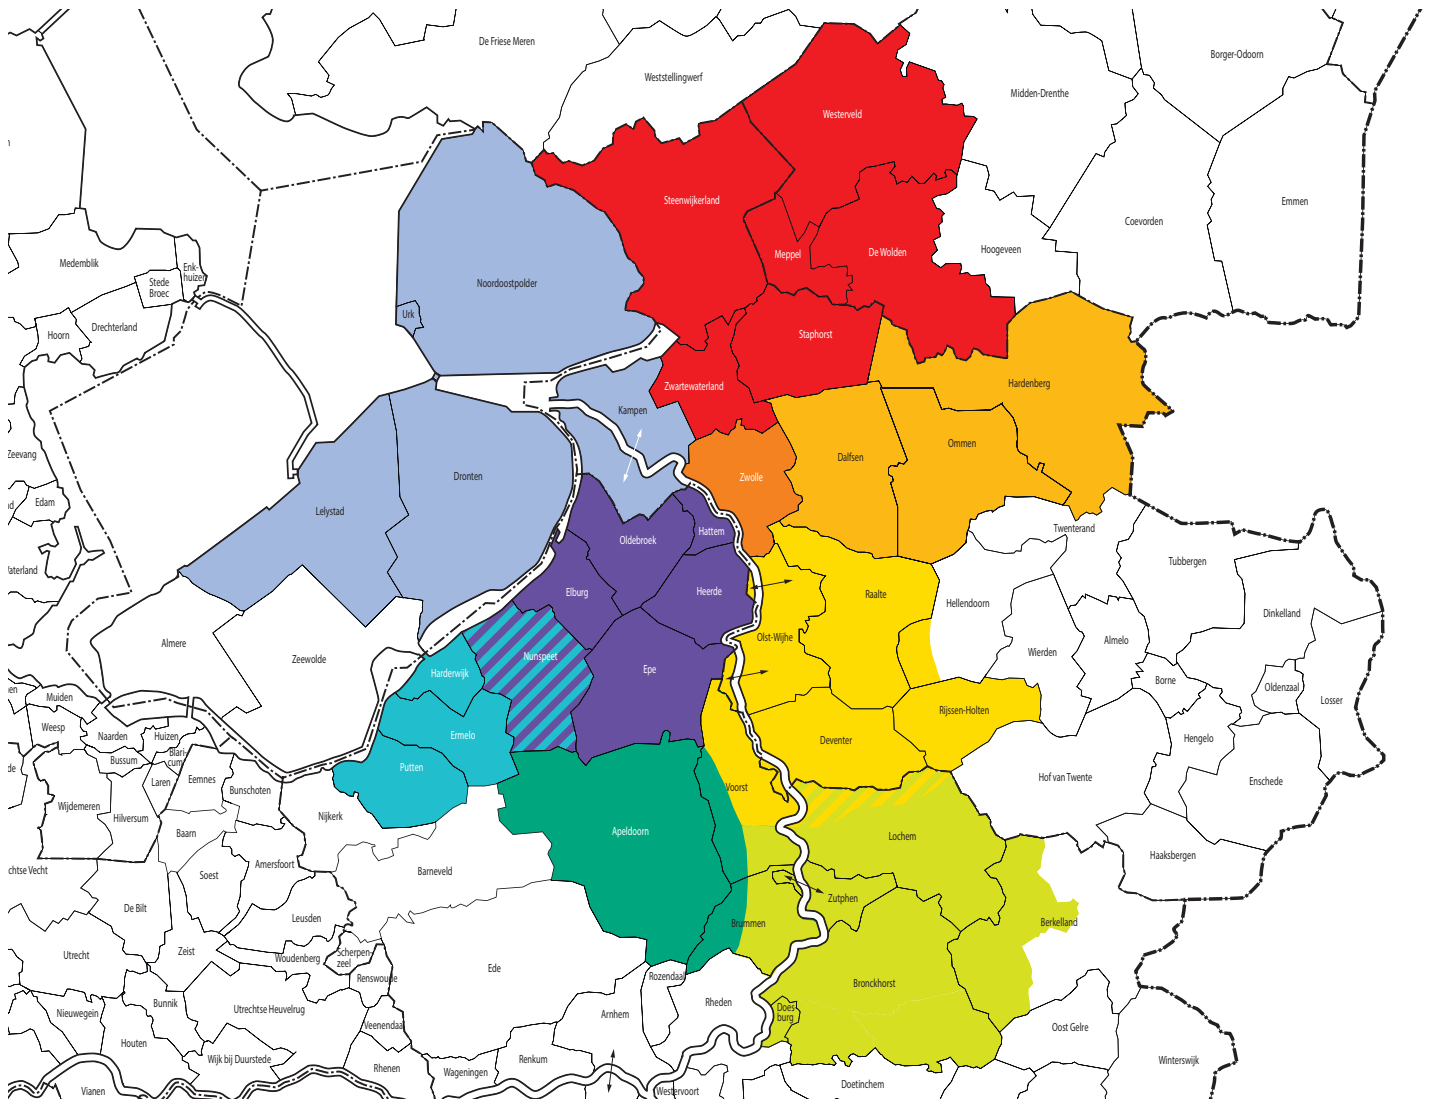 De Friese Meren
Borger-Odoorn
Weststellingwerf
Midden-Drenthe
Westerveld
Steenwijkerland
Emmen
Coevorden
Hoogeveen
Meppel
De Wolden
Medemblik
Enk-
huizen
Stede
Broec
Noordoostpolder
Urk
Drechterland
Hoorn
Staphorst
Zwartewaterland
Hardenberg
Kampen
Ommen
Dalfsen
Zeevang
Zwolle
Dronten
Edam
Lelystad
Twenterand
Hattem
Oldebroek
Tubbergen
Elburg
Heerde
Raalte
Hellendoorn
Dinkelland
Almere
Olst-Wijhe
Almelo
Wierden
Zeewolde
Nunspeet
Epe
Harderwijk
Borne
Oldenzaal
Muiden
Losser
Rijssen-Holten
Weesp
Naarden
Huizen
Ermelo
Deventer
Hengelo
Bussum
Blari-
cum
Putten
Hof van Twente
Enschede
Laren
Eemnes
Bunschoten
Voorst
Wijdemeren
Hilversum
Nijkerk
Baarn
Apeldoorn
Lochem
Haaksbergen
Amersfoort
chtse Vecht
Soest
Barneveld
Zutphen
De Bilt
Leusden
Brummen
Berkelland
Utrecht
Zeist
Woudenberg
Scherpen-
zeel
Renswoude
Ede
Rozendaal
Bronckhorst
Bunnik
Utrechtse Heuvelrug
Rheden
Does-
burg
Nieuwegein
Arnhem
Veenendaal
Oost Gelre
Houten
Wijk bij Duurstede
Renkum
Winterswijk
Rhenen
Wageningen
Doetinchem
Vianen
Westervoort